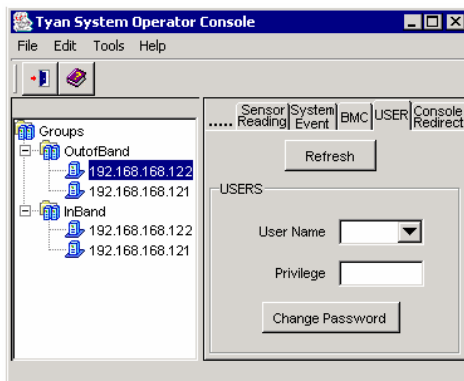 Tyan System Operator Console
File Edit Tools Help
Groups
OutofBand
192.168.168.122
192.168.168.121
InBand
192.168.168.122
192.168.168.121
..... Sensor Reading System Event BMC USER Console Redirect
Refresh
USERS
User Name
Privilege
Change Password